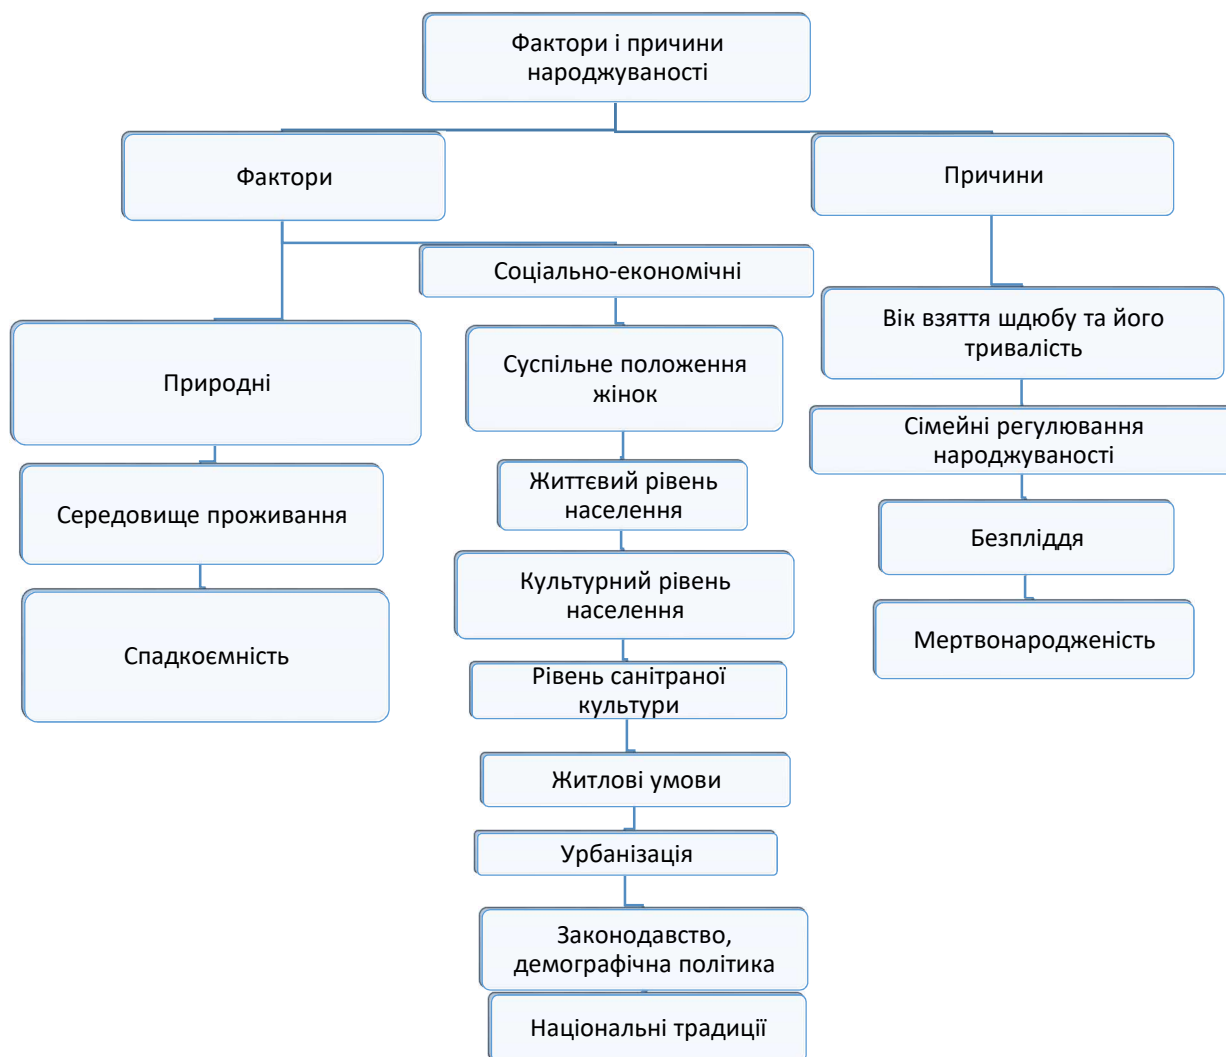 Фактори і причини
народжуваності
Фактори
Причини
Соціально-економічні
Природні
Середовище проживання
Спадкоємність
Суспільне положення
жінок
Життєвий рівень
населення
Культурний рівень
населення
Рівень санітраної
культури
Житлові умови
Урбанізація
Законодавство,
демографічна політика
Національні традиції
Вік взяття шдюбу та його
тривалість
Сімейні регулювання
народжуваності
Безпліддя
Мертвонародженість